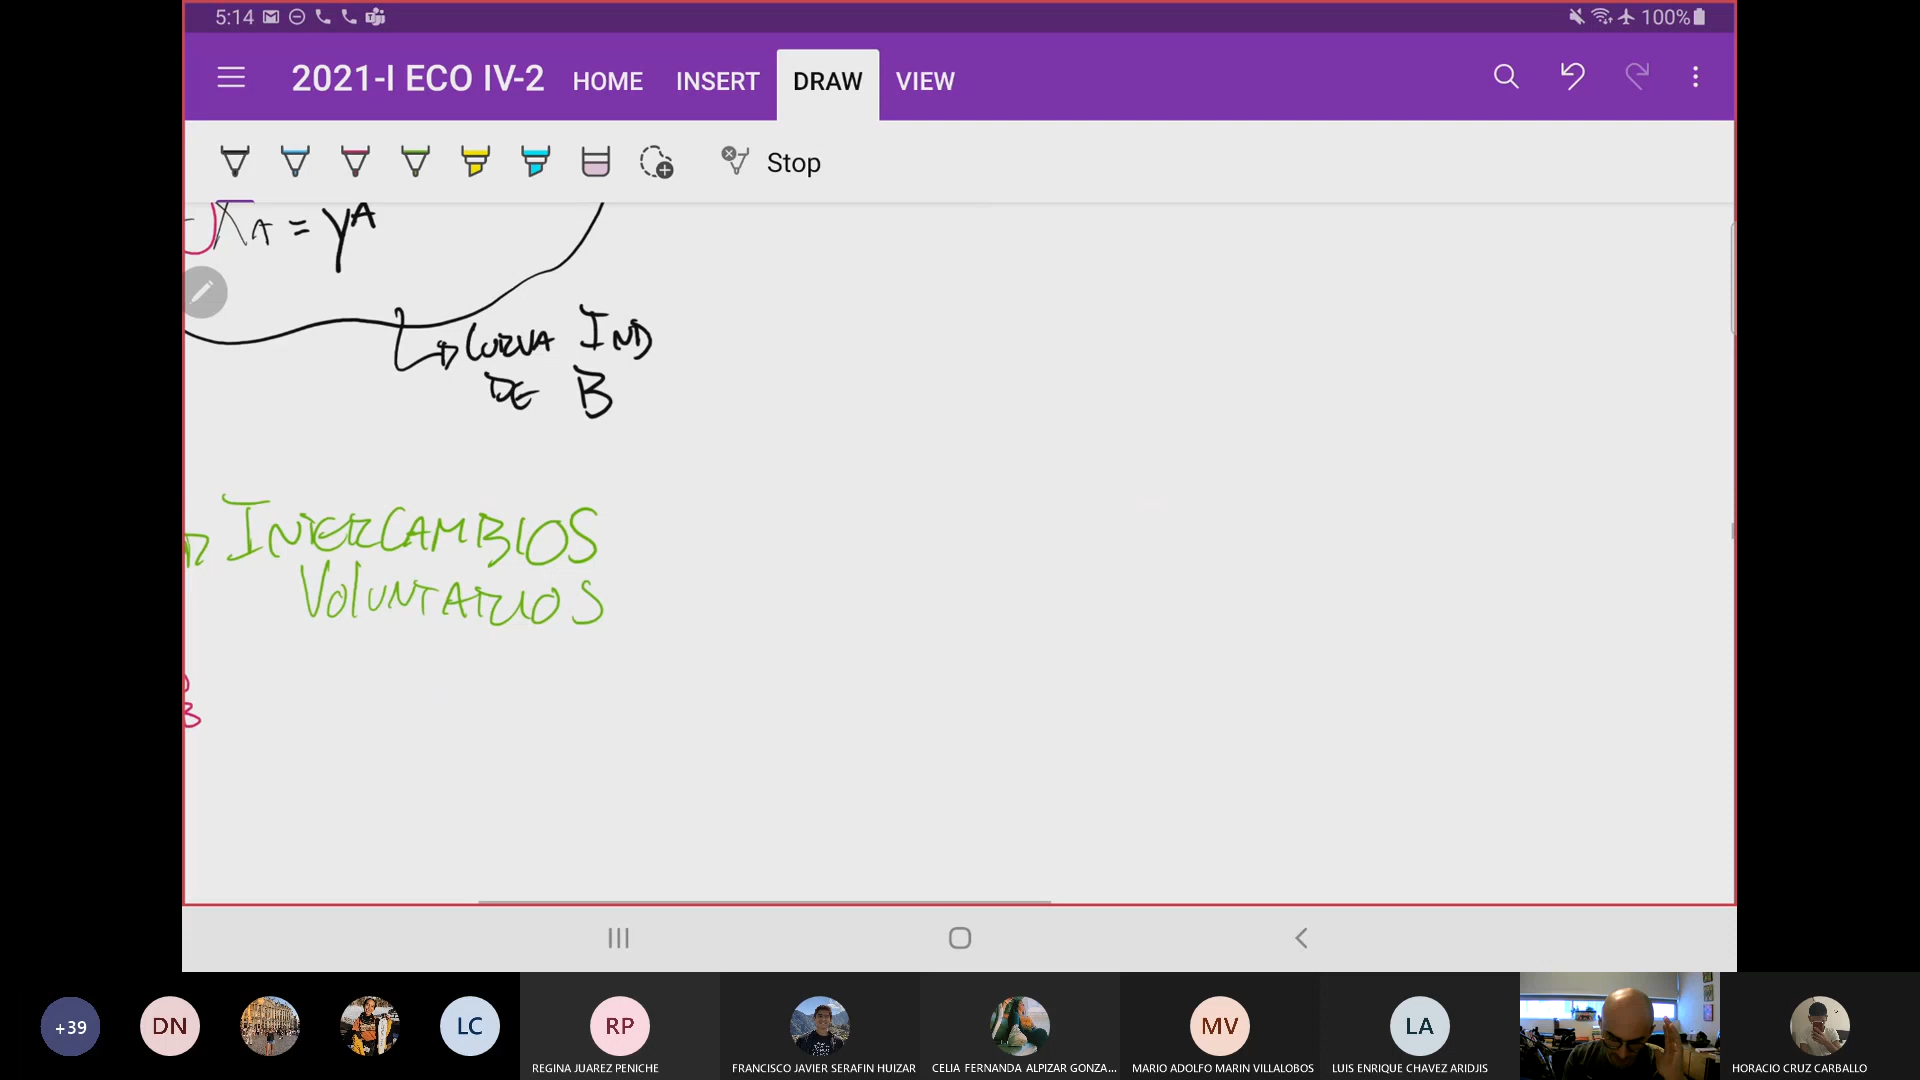 5:14
100%
2021-I ECO IV-2 HOME INSERT DRAW VIEW
Stop
XA = YA
CURVA IND
DE B
INTERCAMBIOS
VOLUNTARIOS
B
+39 DN LC RP MV LA
REGINA JUAREZ PENICHE FRANCISCO JAVIER SERAFIN HUIZAR CELIA FERNANDA ALPIZAR GONZA... MARIO ADOLFO MARIN VILLALOBOS LUIS ENRIQUE CHAVEZ ARIDJIS HORACIO CRUZ CARBALLO